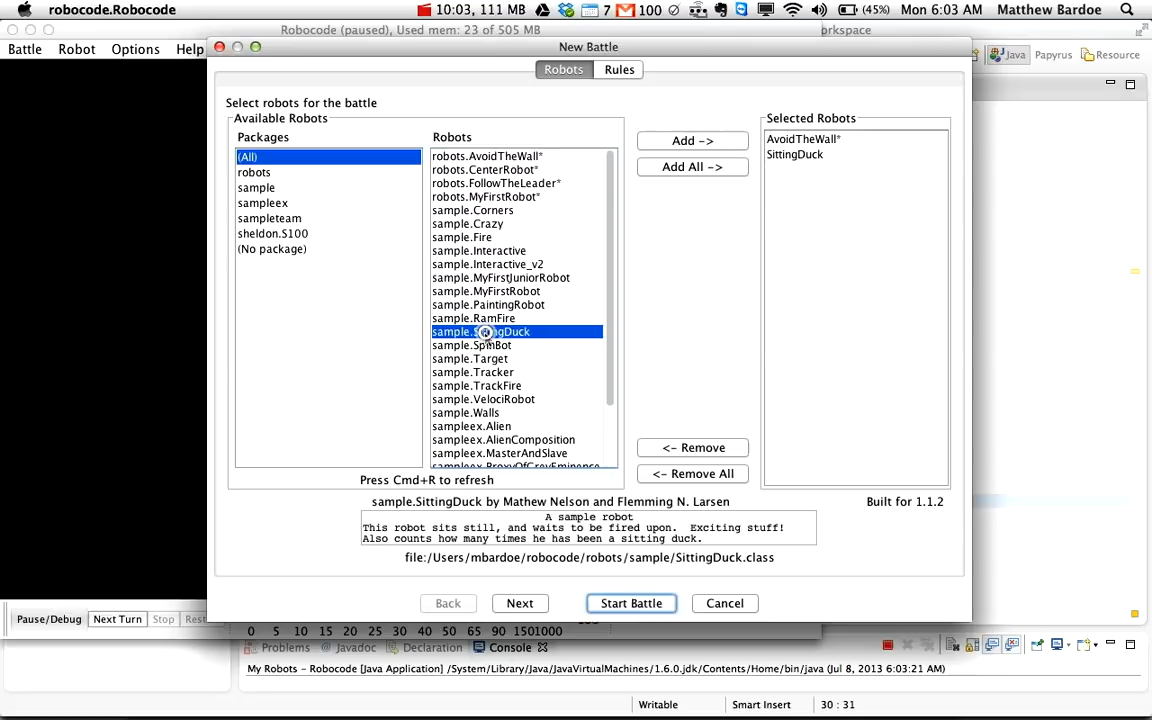 robocode.Robocode 10:03, 111 MB 7 100 (45%) Mon 6:03 AM Matthew Bardoe
Robocode (paused), Used mem: 23 of 505 MB
rkspace
Battle Robot Options Help
New Battle
Java Papyrus Resource
Robots Rules
Select robots for the battle
Available Robots
Packages
(All)
robots
sample
sampleex
sampleteam
sheldon.S100
(No package)
Robots
robots.AvoidTheWall*
robots.CenterRobot*
robots.FollowTheLeader*
robots.MyFirstRobot*
sample.Corners
sample.Crazy
sample.Fire
sample.Interactive
sample.Interactive_v2
sample.MyFirstJuniorRobot
sample.MyFirstRobot
sample.PaintingRobot
sample.RamFire
sample.SittingDuck
sample.SpinBot
sample.Target
sample.Tracker
sample.TrackFire
sample.VelociRobot
sample.Walls
sampleex.Alien
sampleex.AlienComposition
sampleex.MasterAndSlave
sampleex.ProxyOfGreyEminence
Add ->
Add All ->
<- Remove
<- Remove All
Selected Robots
AvoidTheWall*
SittingDuck
Press Cmd+R to refresh
sample.SittingDuck by Mathew Nelson and Flemming N. Larsen
Built for 1.1.2
A sample robot
This robot sits still, and waits to be fired upon. Exciting stuff!
Also counts how many times he has been a sitting duck.
file:/Users/mbardoe/robocode/robots/sample/SittingDuck.class
Back Next Start Battle Cancel
Pause/Debug Next Turn Stop Rest
0 5 10 15 20 25 30 40 50 65 90 1501000
Problems Javadoc Declaration Console
My Robots - Robocode [Java Application] /System/Library/Java/JavaVirtualMachines/1.6.0.jdk/Contents/Home/bin/java (Jul 8, 2013 6:03:21 AM)
Writable Smart Insert 30 : 31